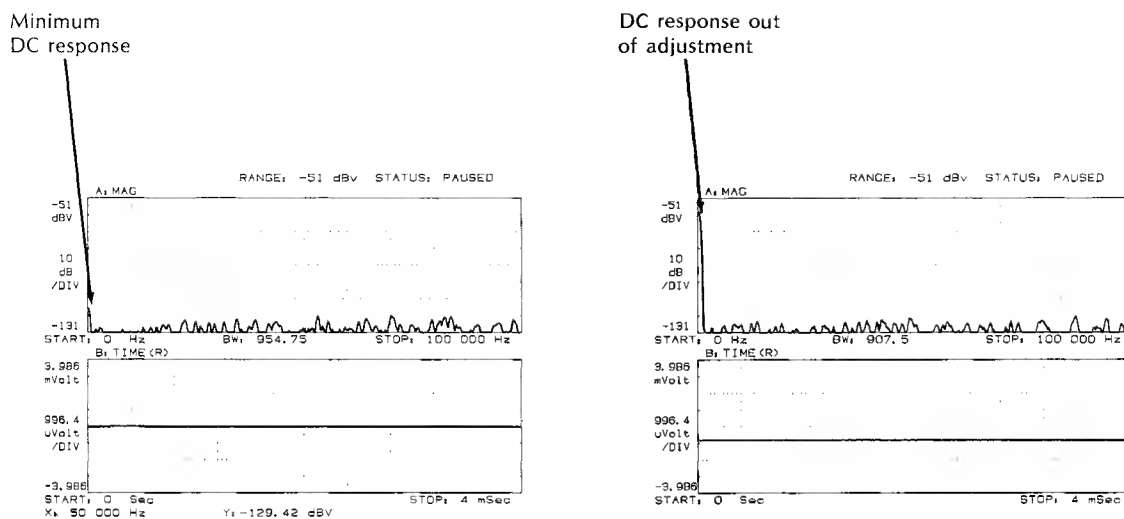 Minimum
DC response
RANGE: -51 dBv STATUS: PAUSED
A: MAG
-51
dBV
10
dB
/DIV
-131
START: 0 Hz BW: 954.75 STOP: 100 000 Hz
B: TIME(R)
3.986
mVolt
996.4
uVolt
/DIV
-3.986
START: 0 Sec STOP: 4 mSec
X: 50 000 Hz Y:-129.42 dBV
DC response out
of adjustment
RANGE: -51 dBv STATUS: PAUSED
A: MAG
-51
dBV
10
dB
/DIV
-131
START: 0 Hz BW: 907.5 STOP: 100 000 Hz
B: TIME(R)
3.986
mVolt
996.4
uVolt
/DIV
-3.986
START: 0 Sec STOP: 4 mSec